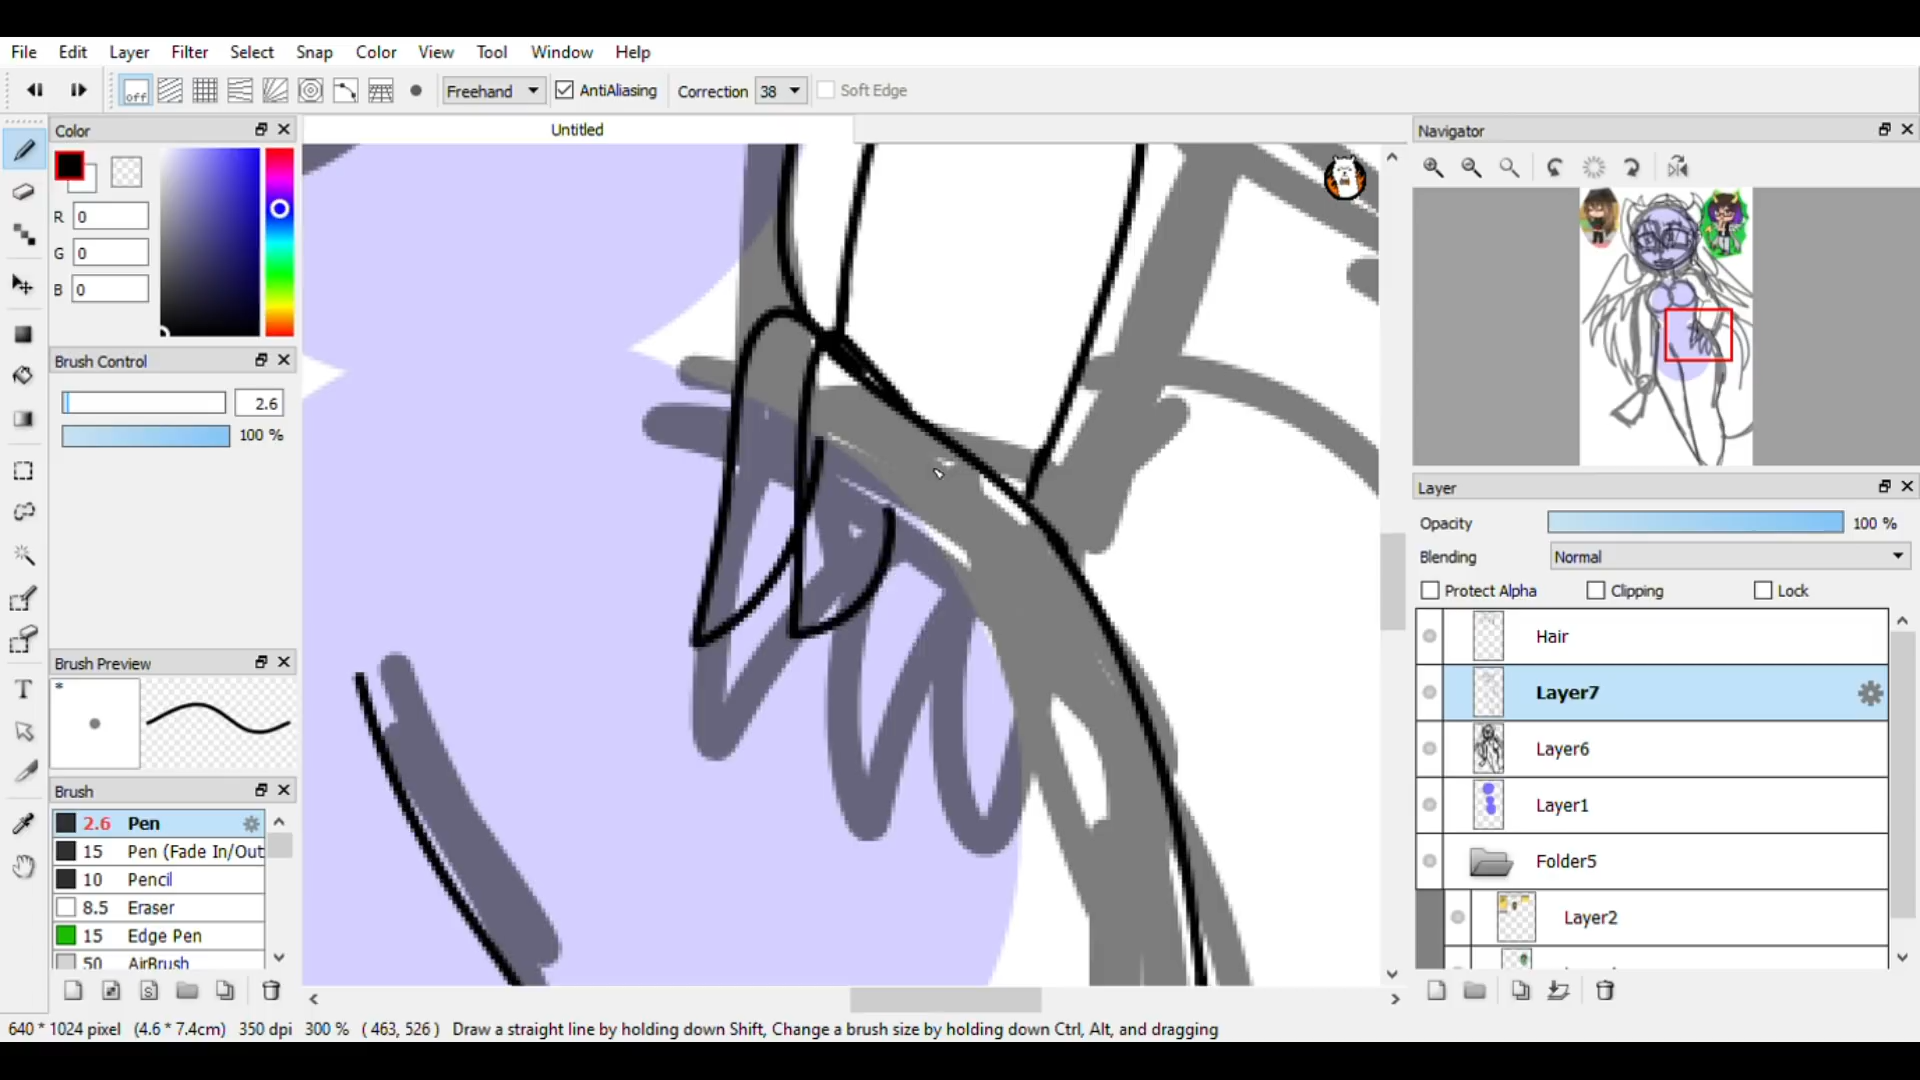 File Edit Layer Filter Select Snap Color View Tool Window Help
off Freehand AntiAliasing Correction 38 Soft Edge
Color
Untitled
Navigator
R 0
G 0
B 0
Brush Control
2.6
100 %
Brush Preview
*
Brush
2.6 Pen
15 Pen (Fade In/Out
10 Pencil
8.5 Eraser
15 Edge Pen
50 AirBrush
Layer
Opacity 100 %
Blending Normal
Protect Alpha Clipping Lock
Hair
Layer7
Layer6
Layer1
Folder5
Layer2
640 * 1024 pixel (4.6 * 7.4cm) 350 dpi 300 % ( 463, 526 ) Draw a straight line by holding down Shift, Change a brush size by holding down Ctrl, Alt, and dragging